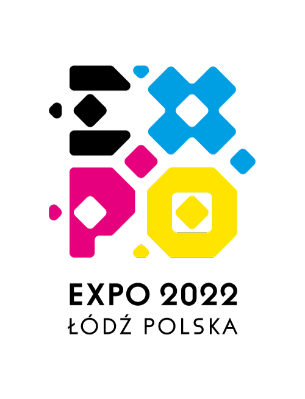 EX
PO
EXPO 2022
ŁÓDŹ POLSKA